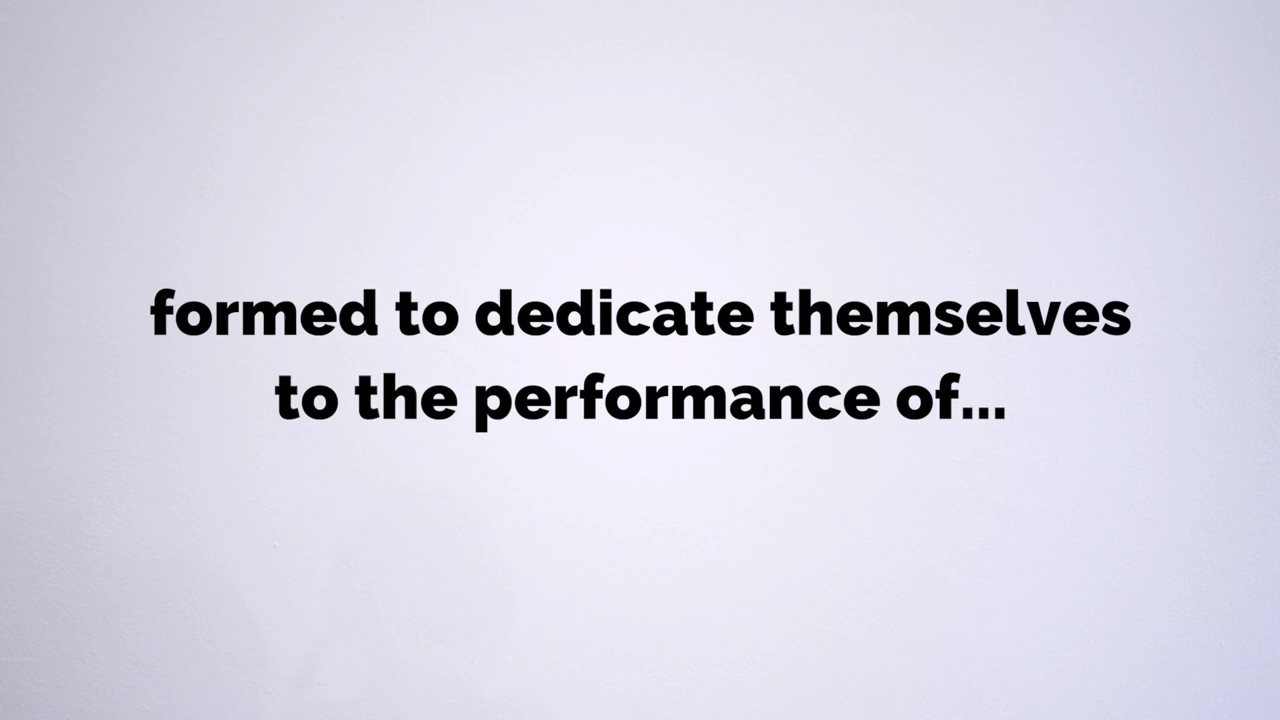 formed to dedicate themselves
to the performance of...